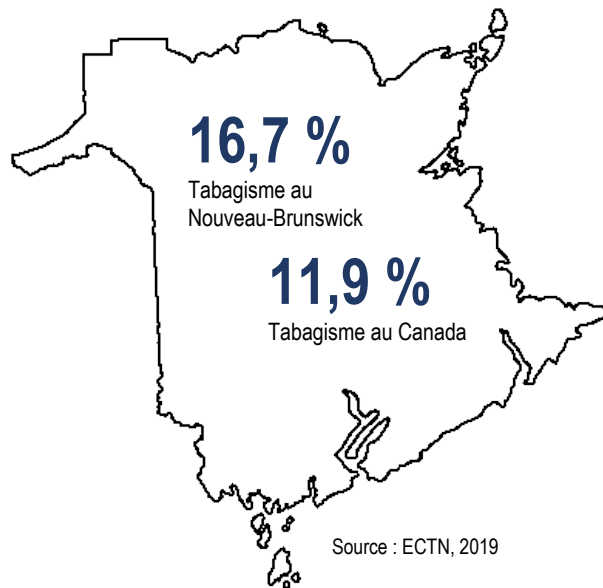 16,7 %
Tabagisme au
Nouveau-Brunswick
11,9 %
Tabagisme au Canada
Source : ECTN, 2019